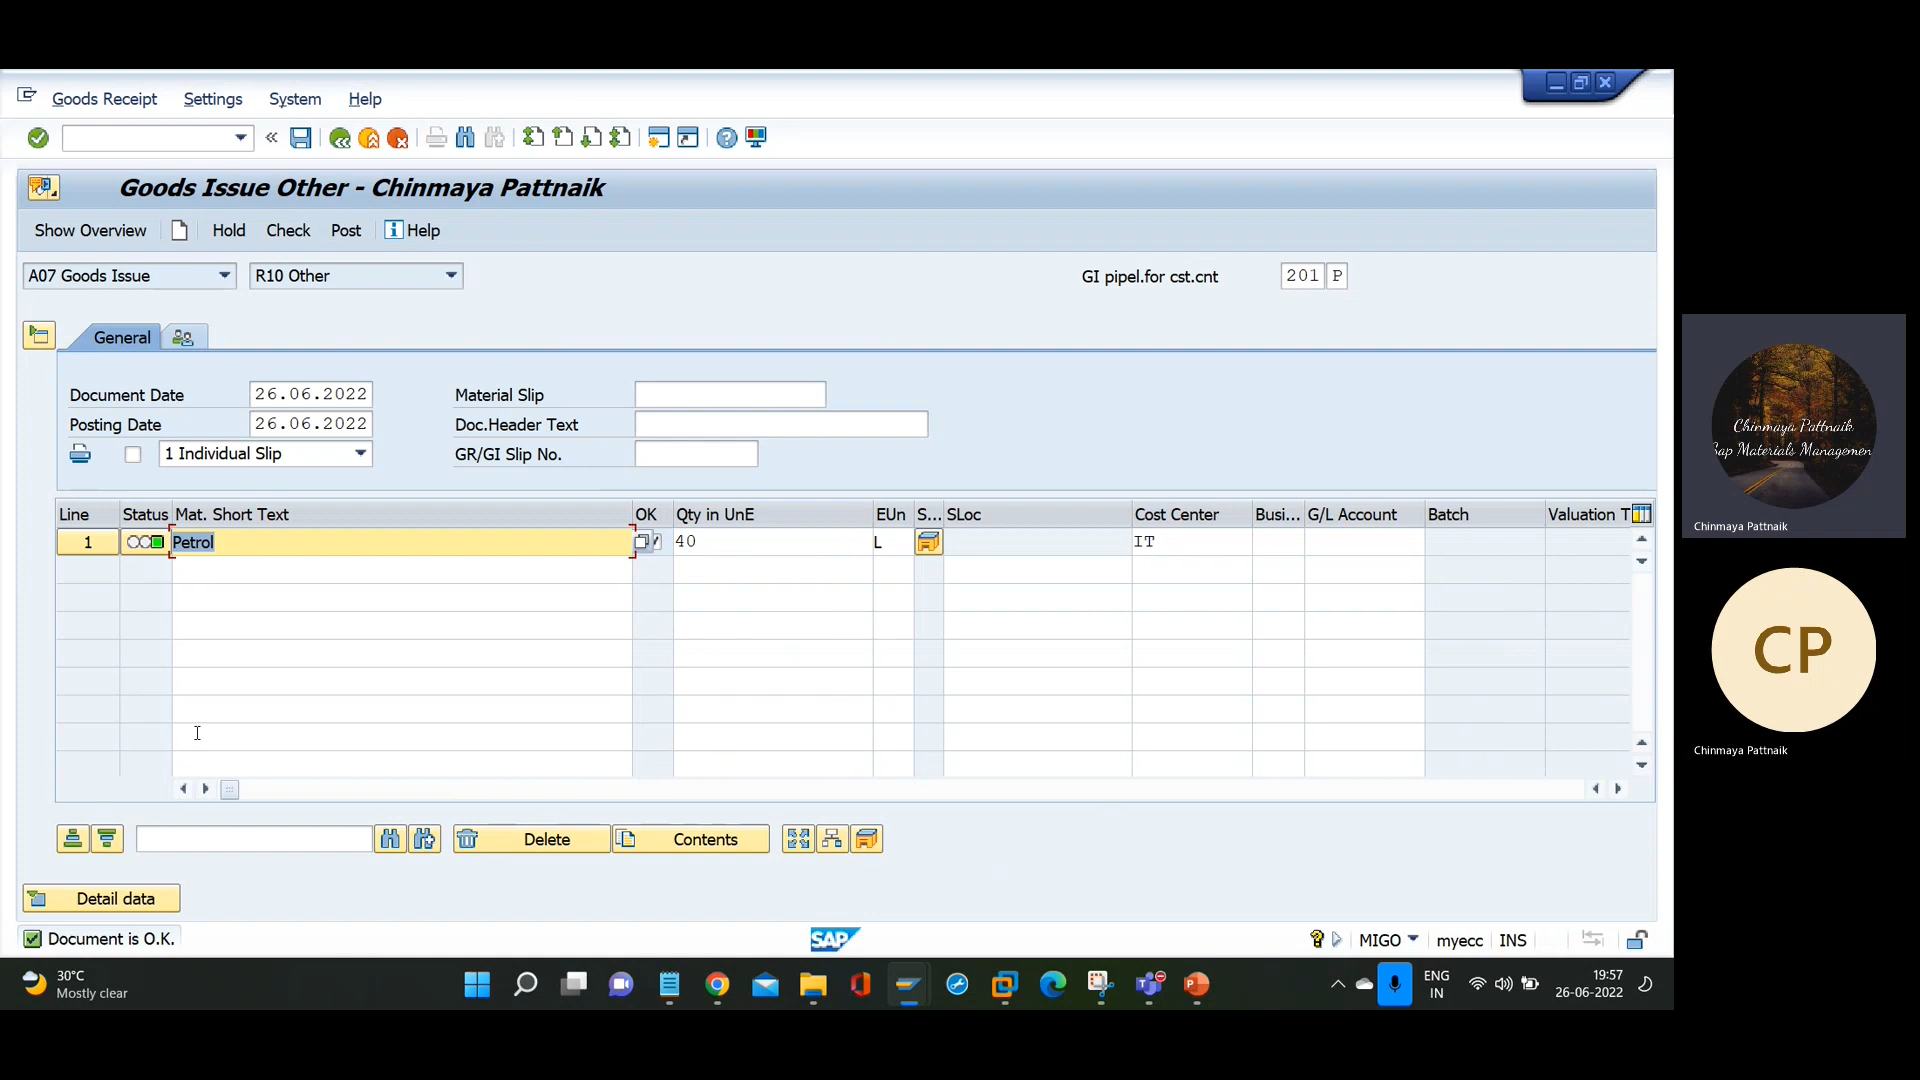 Goods Receipt Settings System Help
Goods Issue Other - Chinmaya Pattnaik
Show Overview Hold Check Post Help
A07 Goods Issue R10 Other GI pipel.for cst.cnt 201 P
General
Document Date 26.06.2022 Material Slip
Posting Date 26.06.2022 Doc.Header Text
1 Individual Slip GR/GI Slip No.
Line Status Mat. Short Text OK Qty in UnE EUn S... SLoc Cost Center Busi... G/L Account Batch Valuation T
1 Petrol 40 L IT
Delete Contents
Detail data
Document is O.K. SAP MIGO myecc INS
30°C
Mostly clear
ENG
IN
19:57
26-06-2022
Chinmaya Pattnaik
Sap Materials Managemen
Chinmaya Pattnaik
CP
Chinmaya Pattnaik